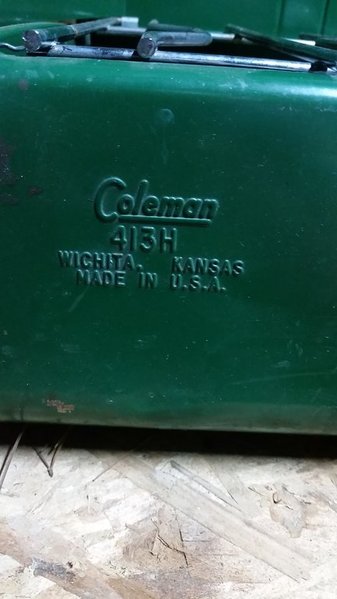 Coleman
413H
WICHITA, KANSAS
MADE IN U.S.A.